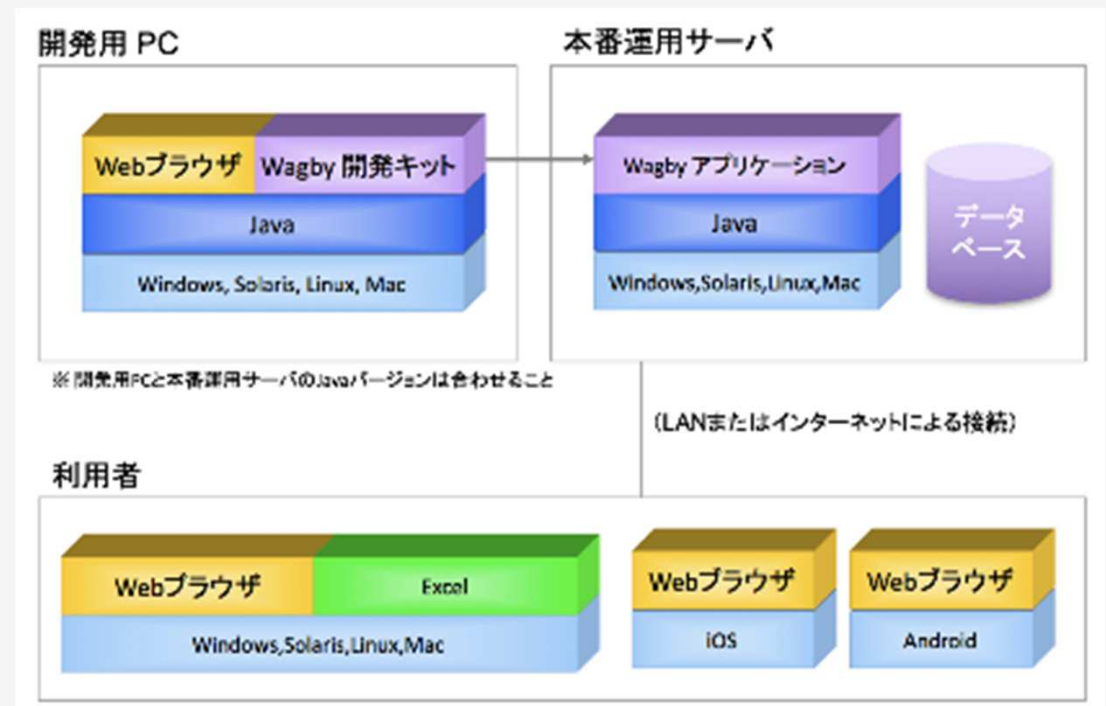 開発用 PC
本番運用サーバ
Webブラウザ
Wagby 開発キット
Java
Windows, Solaris, Linux, Mac
Wagby アプリケーション
Java
Windows,Solaris,Linux,Mac
データ
ベース
※ 開発用PCと本番運用サーバのJavaバージョンは合わせること
(LANまたはインターネットによる接続)
利用者
Webブラウザ
Excel
Windows,Solaris,Linux,Mac
Webブラウザ
iOS
Webブラウザ
Android